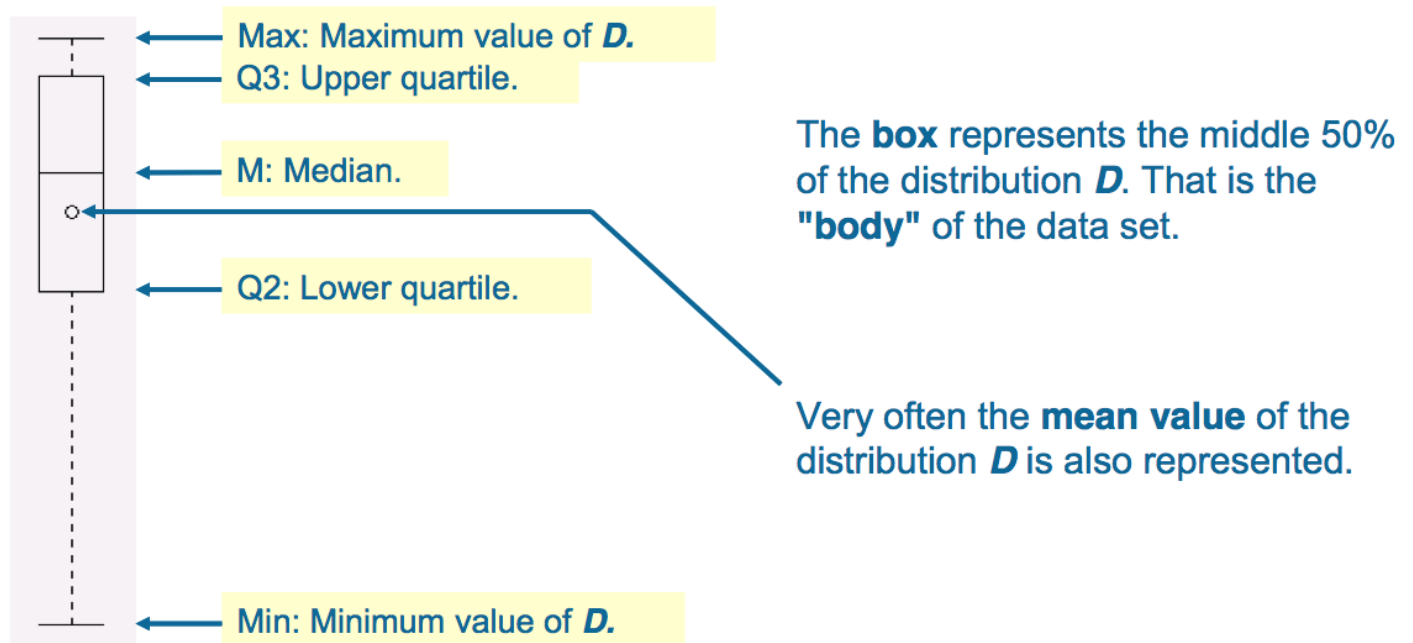 Max: Maximum value of D.
Q3: Upper quartile.
M: Median.
Q2: Lower quartile.
Min: Minimum value of D.
The box represents the middle 50%
of the distribution D. That is the
"body" of the data set.
Very often the mean value of the
distribution D is also represented.